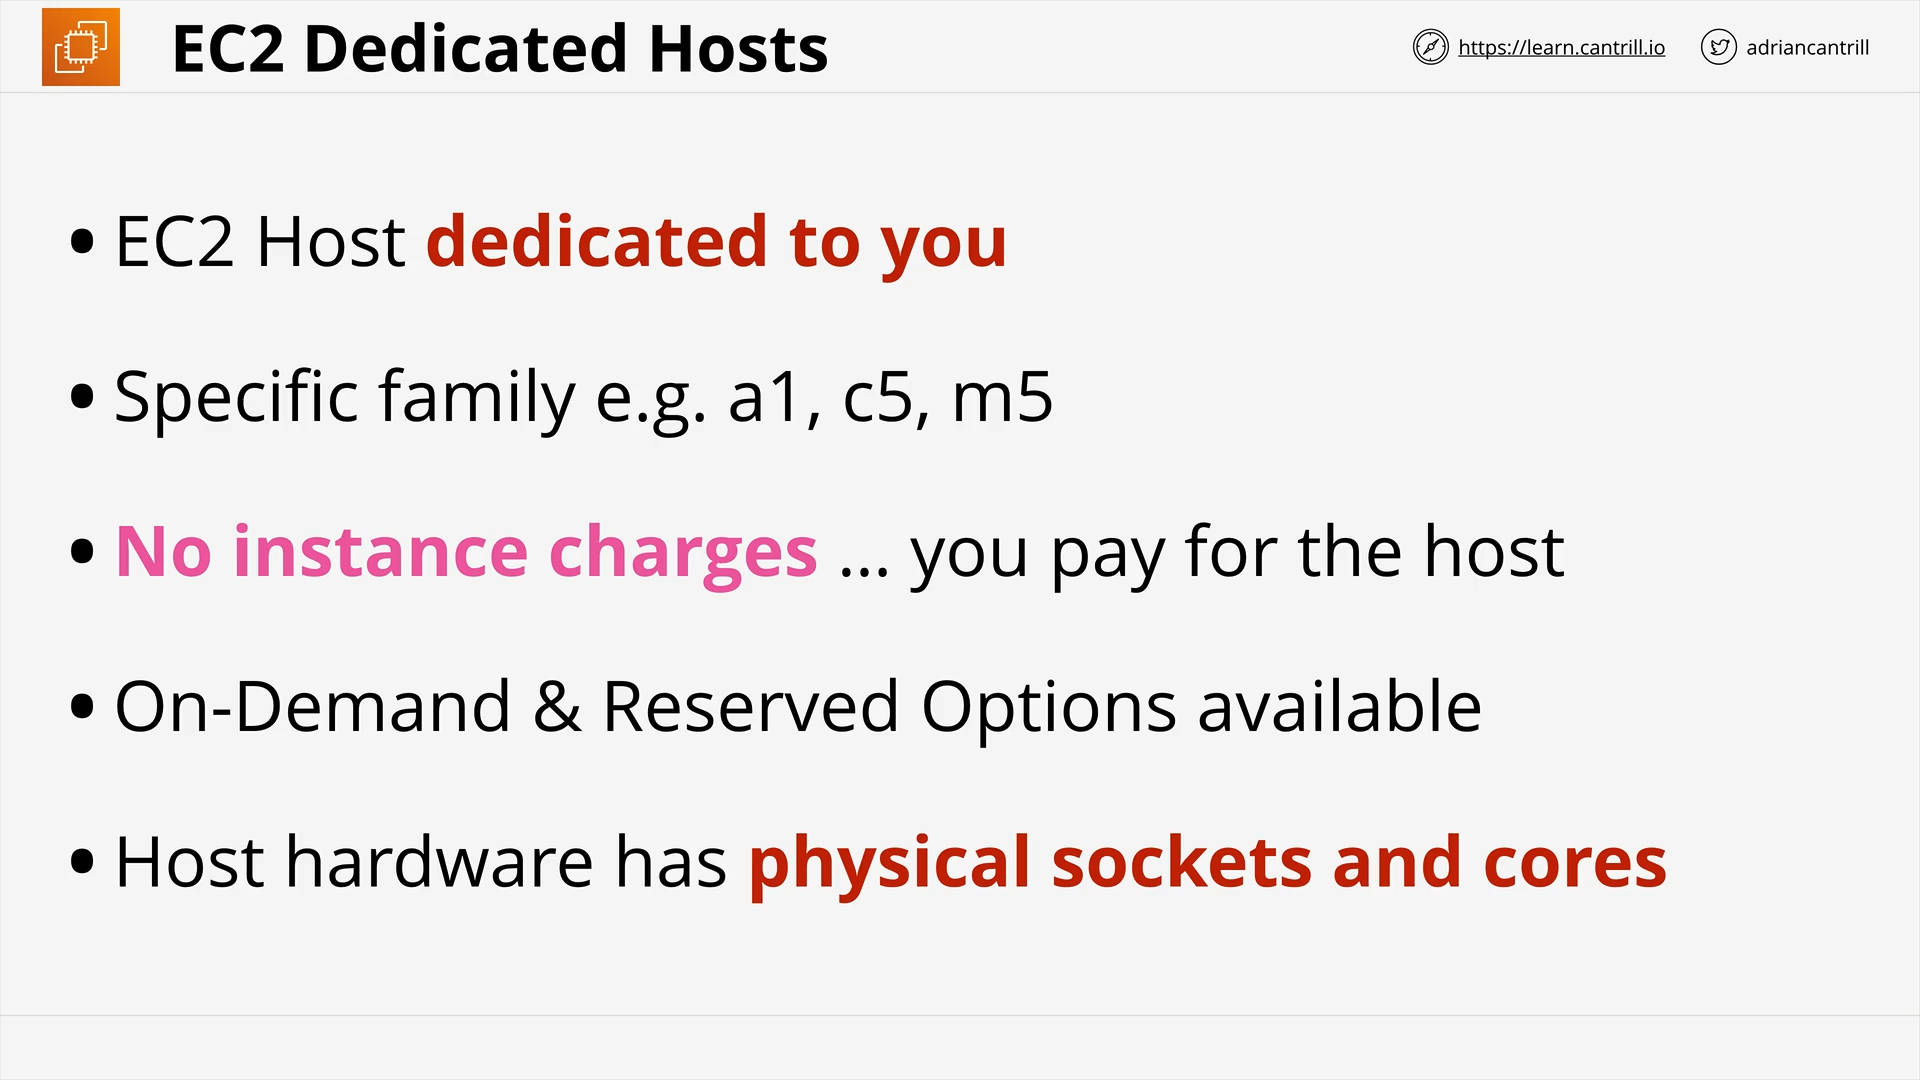 EC2 Dedicated Hosts
https://learn.cantrill.io
adriancantrill
• EC2 Host dedicated to you
• Specific family e.g. a1, c5, m5
• No instance charges ... you pay for the host
• On-Demand & Reserved Options available
• Host hardware has physical sockets and cores